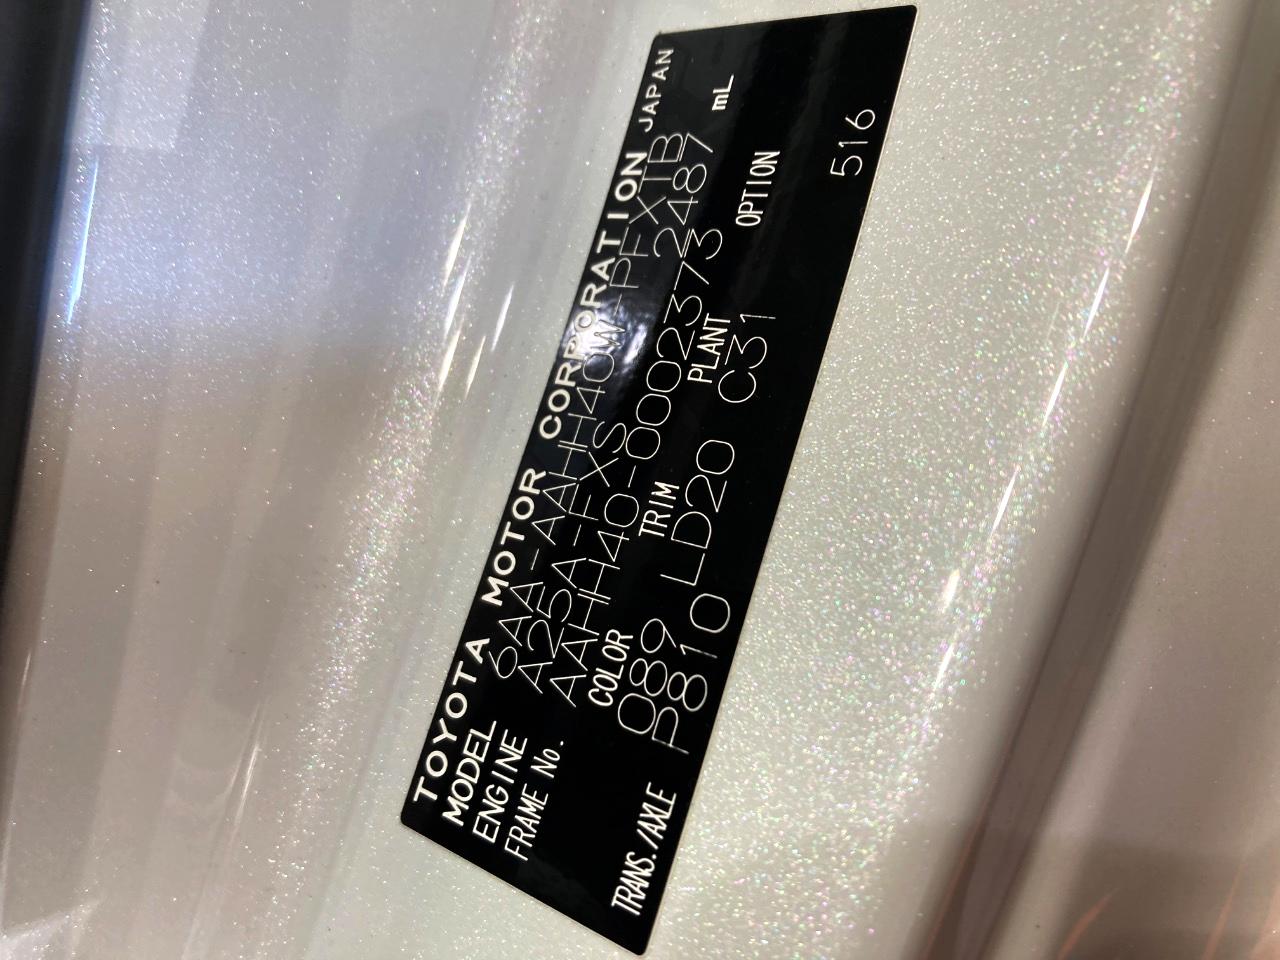 TOYOTA MOTOR CORPORATION JAPAN
MODEL 6AA-AAHH40W-PFXTB
ENGINE A25A-FXS 2487 mL
FRAME No. AAHH40-0002373
COLOR TRIM PLANT OPTION
089 LD20 C31
TRANS./AXLE P810 516